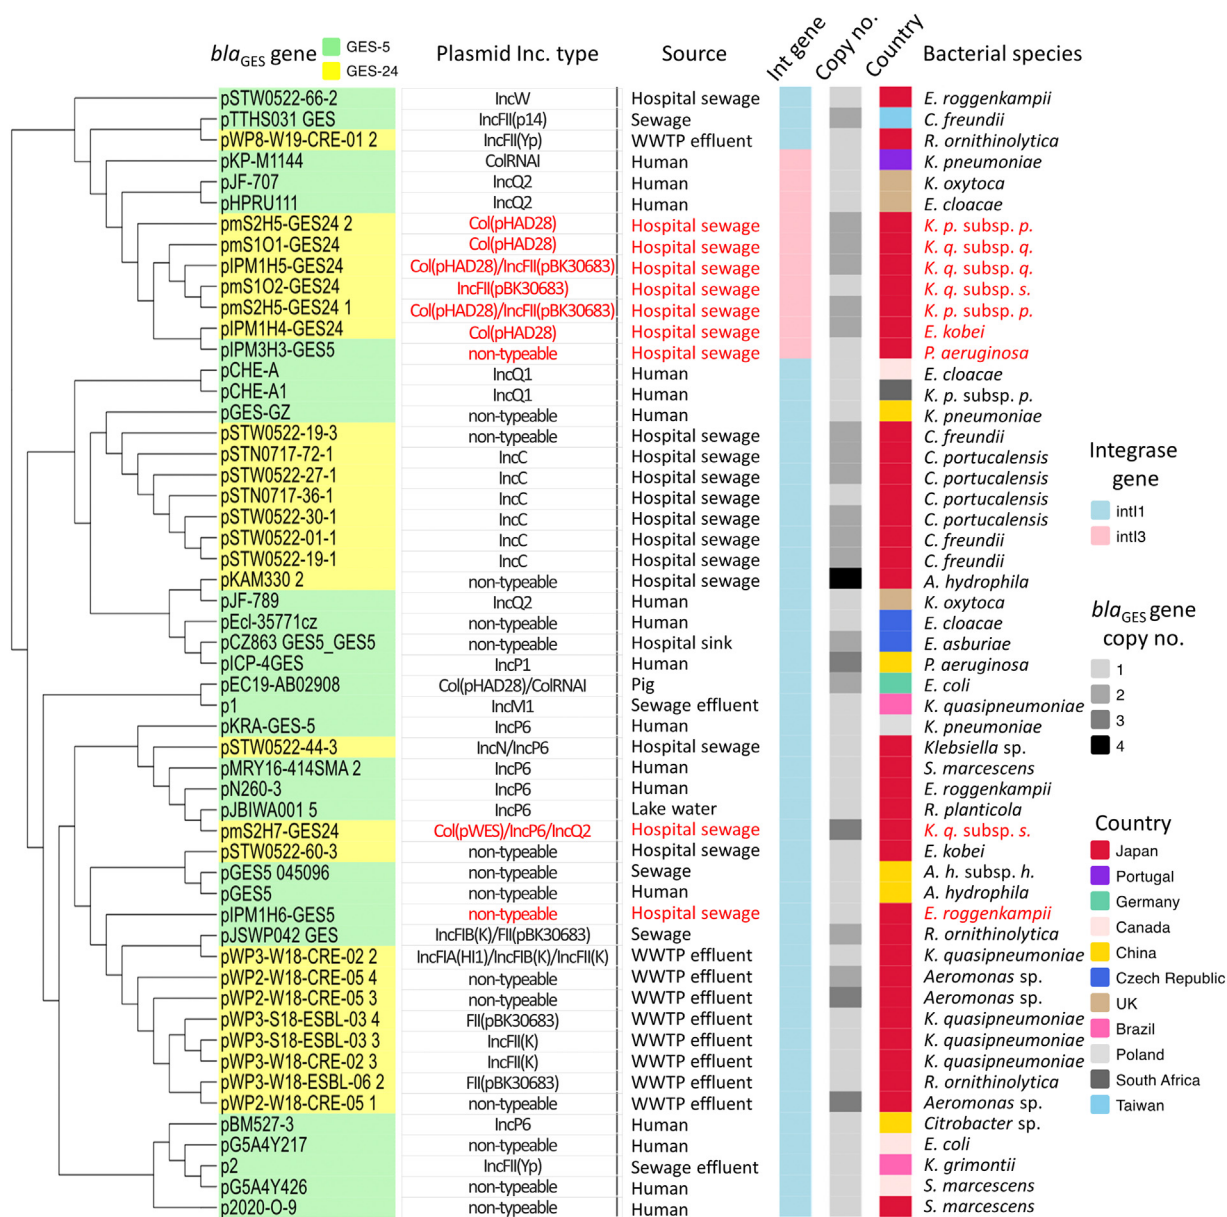 bla_GES gene
GES-5
GES-24
Plasmid Inc. type
Source
Int gene
Copy no.
Country
Bacterial species
pSTW0522-66-2 IncW Hospital sewage E. roggenkampii
pTTHS031 GES IncFII(p14) Sewage C. freundii
pWP8-W19-CRE-01 2 IncFII(Yp) WWTP effluent R. ornithinolytica
pKP-M1144 ColRNAI Human K. pneumoniae
pJF-707 IncQ2 Human K. oxytoca
pHPRU111 IncQ2 Human E. cloacae
pmS2H5-GES24 2 Col(pHAD28) Hospital sewage K. p. subsp. p.
pmS1O1-GES24 Col(pHAD28) Hospital sewage K. q. subsp. q.
pIPM1H5-GES24 Col(pHAD28)/IncFII(pBK30683) Hospital sewage K. q. subsp. q.
pmS1O2-GES24 IncFII(pBK30683) Hospital sewage K. q. subsp. s.
pmS2H5-GES24 1 Col(pHAD28)/IncFII(pBK30683) Hospital sewage K. p. subsp. p.
pIPM1H4-GES24 Col(pHAD28) Hospital sewage E. kobei
pIPM3H3-GES5 non-typeable Hospital sewage P. aeruginosa
pCHE-A IncQ1 Human E. cloacae
pCHE-A1 IncQ1 Human K. p. subsp. p.
pGES-GZ non-typeable Human K. pneumoniae
pSTW0522-19-3 non-typeable Hospital sewage C. freundii
pSTN0717-72-1 IncC Hospital sewage C. portucalensis
pSTW0522-27-1 IncC Hospital sewage C. portucalensis
pSTN0717-36-1 IncC Hospital sewage C. portucalensis
pSTW0522-30-1 IncC Hospital sewage C. portucalensis
pSTW0522-01-1 IncC Hospital sewage C. freundii
pSTW0522-19-1 IncC Hospital sewage C. freundii
pKAM330 2 non-typeable Hospital sewage A. hydrophila
pJF-789 IncQ2 Human K. oxytoca
pEcl-35771cz non-typeable Human E. cloacae
pCZ863 GES5_GES5 non-typeable Hospital sink E. asburiae
pICP-4GES IncP1 Human P. aeruginosa
pEC19-AB02908 Col(pHAD28)/ColRNAI Pig E. coli
p1 IncM1 Sewage effluent K. quasipneumoniae
pKRA-GES-5 IncP6 Human K. pneumoniae
pSTW0522-44-3 IncN/IncP6 Hospital sewage Klebsiella sp.
pMRY16-414SMA 2 IncP6 Human S. marcescens
pN260-3 IncP6 Human E. roggenkampii
pJBIWA001 5 IncP6 Lake water R. planticola
pmS2H7-GES24 Col(pWES)/IncP6/IncQ2 Hospital sewage K. q. subsp. s.
pSTW0522-60-3 non-typeable Hospital sewage E. kobei
pGES5 045096 non-typeable Sewage A. h. subsp. h.
pGES5 non-typeable Human A. hydrophila
pIPM1H6-GES5 non-typeable Hospital sewage E. roggenkampii
pJSWP042 GES IncFIB(K)/FII(pBK30683) Sewage R. ornithinolytica
pWP3-W18-CRE-02 2 IncFIA(HI1)/IncFIB(K)/IncFII(K) WWTP effluent K. quasipneumoniae
pWP2-W18-CRE-05 4 non-typeable WWTP effluent Aeromonas sp.
pWP2-W18-CRE-05 3 non-typeable WWTP effluent Aeromonas sp.
pWP3-S18-ESBL-03 4 FII(pBK30683) WWTP effluent K. quasipneumoniae
pWP3-S18-ESBL-03 3 IncFII(K) WWTP effluent K. quasipneumoniae
pWP3-W18-CRE-02 3 IncFII(K) WWTP effluent K. quasipneumoniae
pWP3-W18-ESBL-06 2 FII(pBK30683) WWTP effluent R. ornithinolytica
pWP2-W18-CRE-05 1 non-typeable WWTP effluent Aeromonas sp.
pBM527-3 IncP6 Human Citrobacter sp.
pG5A4Y217 non-typeable Human E. coli
p2 IncFII(Yp) Sewage effluent K. grimontii
pG5A4Y426 non-typeable Human S. marcescens
p2020-O-9 non-typeable Human S. marcescens
Integrase
gene
intI1
intI3
bla_GES gene
copy no.
1
2
3
4
Country
Japan
Portugal
Germany
Canada
China
Czech Republic
UK
Brazil
Poland
South Africa
Taiwan